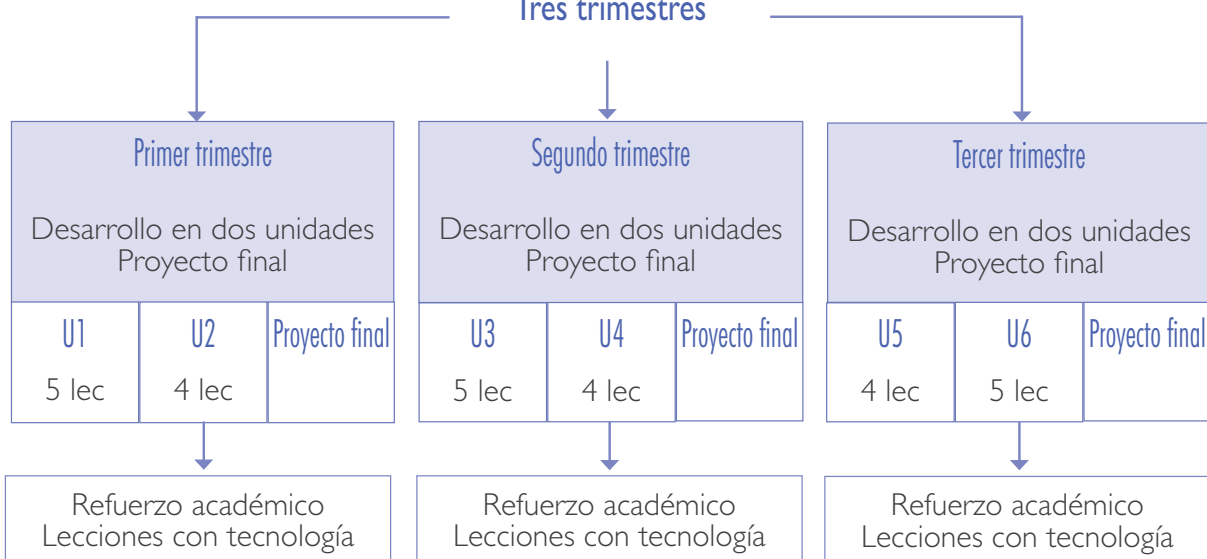 Tres trimestres
Primer trimestre
Desarrollo en dos unidades
Proyecto final
U1
5 lec
U2
4 lec
Proyecto final
Refuerzo académico
Lecciones con tecnología
Segundo trimestre
Desarrollo en dos unidades
Proyecto final
U3
5 lec
U4
4 lec
Proyecto final
Refuerzo académico
Lecciones con tecnología
Tercer trimestre
Desarrollo en dos unidades
Proyecto final
U5
4 lec
U6
5 lec
Proyecto final
Refuerzo académico
Lecciones con tecnología